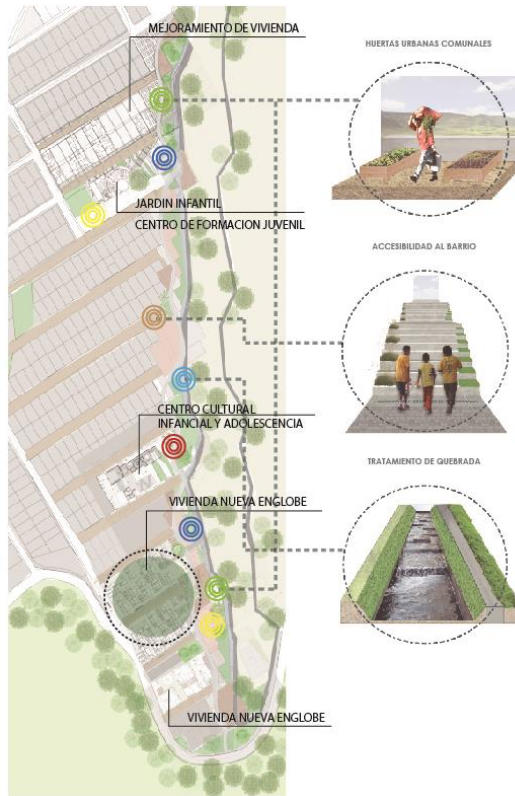 MEJORAMIENTO DE VIVIENDA
HUERTAS URBANAS COMUNALES
JARDIN INFANTIL
CENTRO DE FORMACION JUVENIL
ACCESIBILIDAD AL BARRIO
CENTRO CULTURAL
INFANCIAL Y ADOLESCENCIA
TRATAMIENTO DE QUEBRADA
VIVIENDA NUEVA ENGLOBE
VIVIENDA NUEVA ENGLOBE